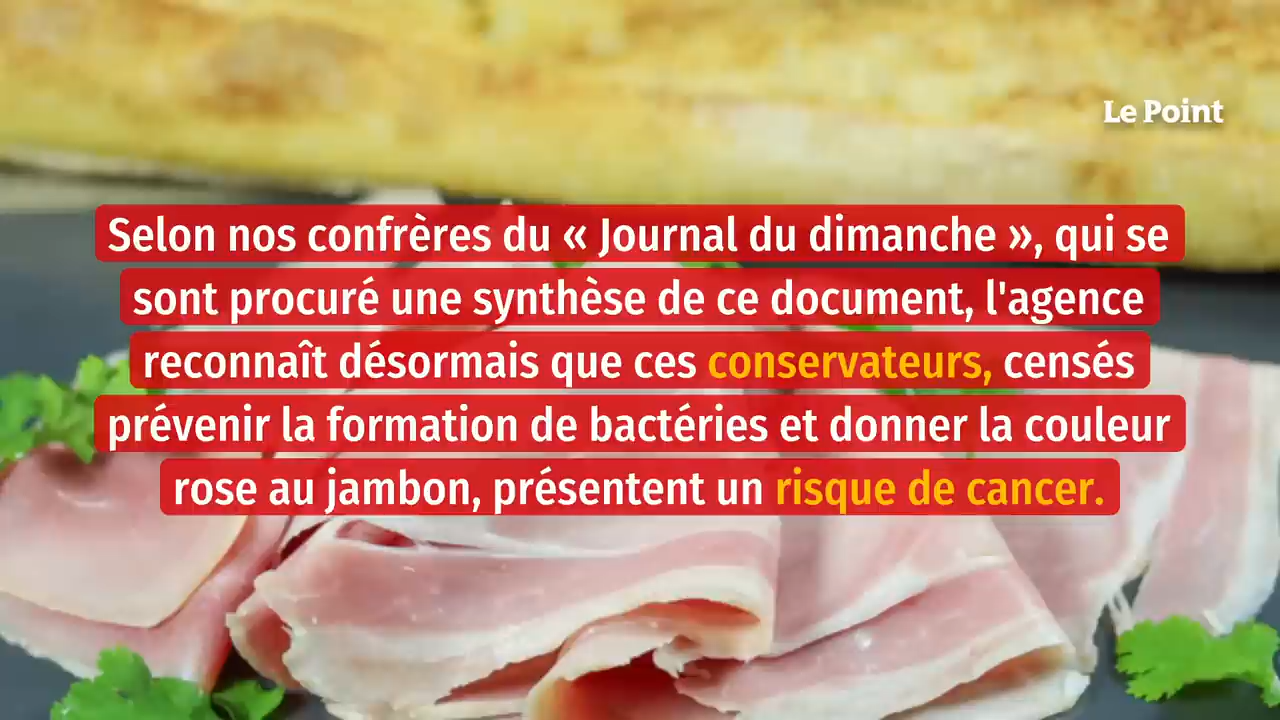 Le Point
Selon nos confrères du « Journal du dimanche », qui se
sont procuré une synthèse de ce document, l'agence
reconnaît désormais que ces conservateurs, censés
prévenir la formation de bactéries et donner la couleur
rose au jambon, présentent un risque de cancer.